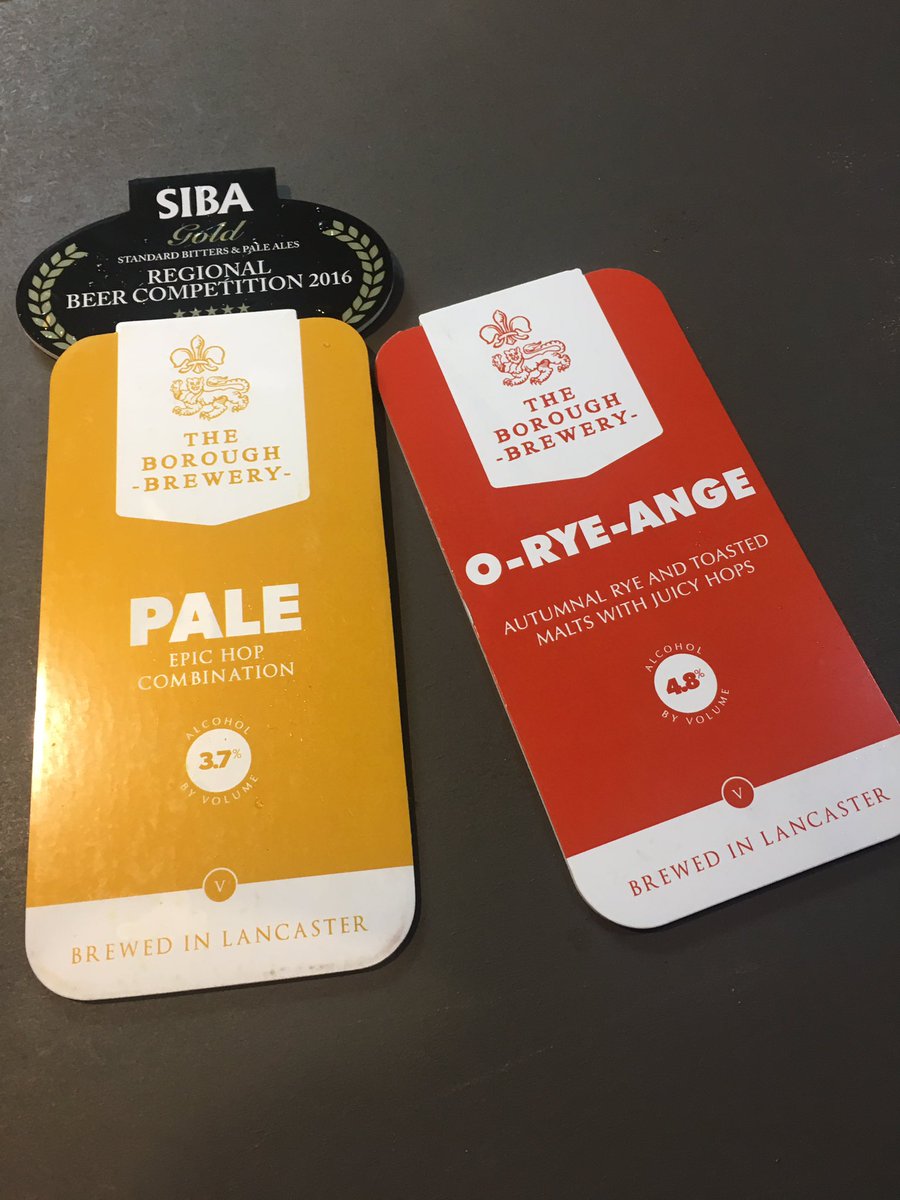 SIBA
Gold
STANDARD BITTERS & PALE ALES
REGIONAL
BEER COMPETITION 2016
THE
BOROUGH
-BREWERY-
PALE
EPIC HOP
COMBINATION
ALCOHOL
3.7%
BY VOLUME
V
BREWED IN LANCASTER
THE
BOROUGH
-BREWERY-
O-RYE-ANGE
AUTUMNAL RYE AND TOASTED
MALTS WITH JUICY HOPS
ALCOHOL
4.8%
BY VOLUME
V
BREWED IN LANCASTER